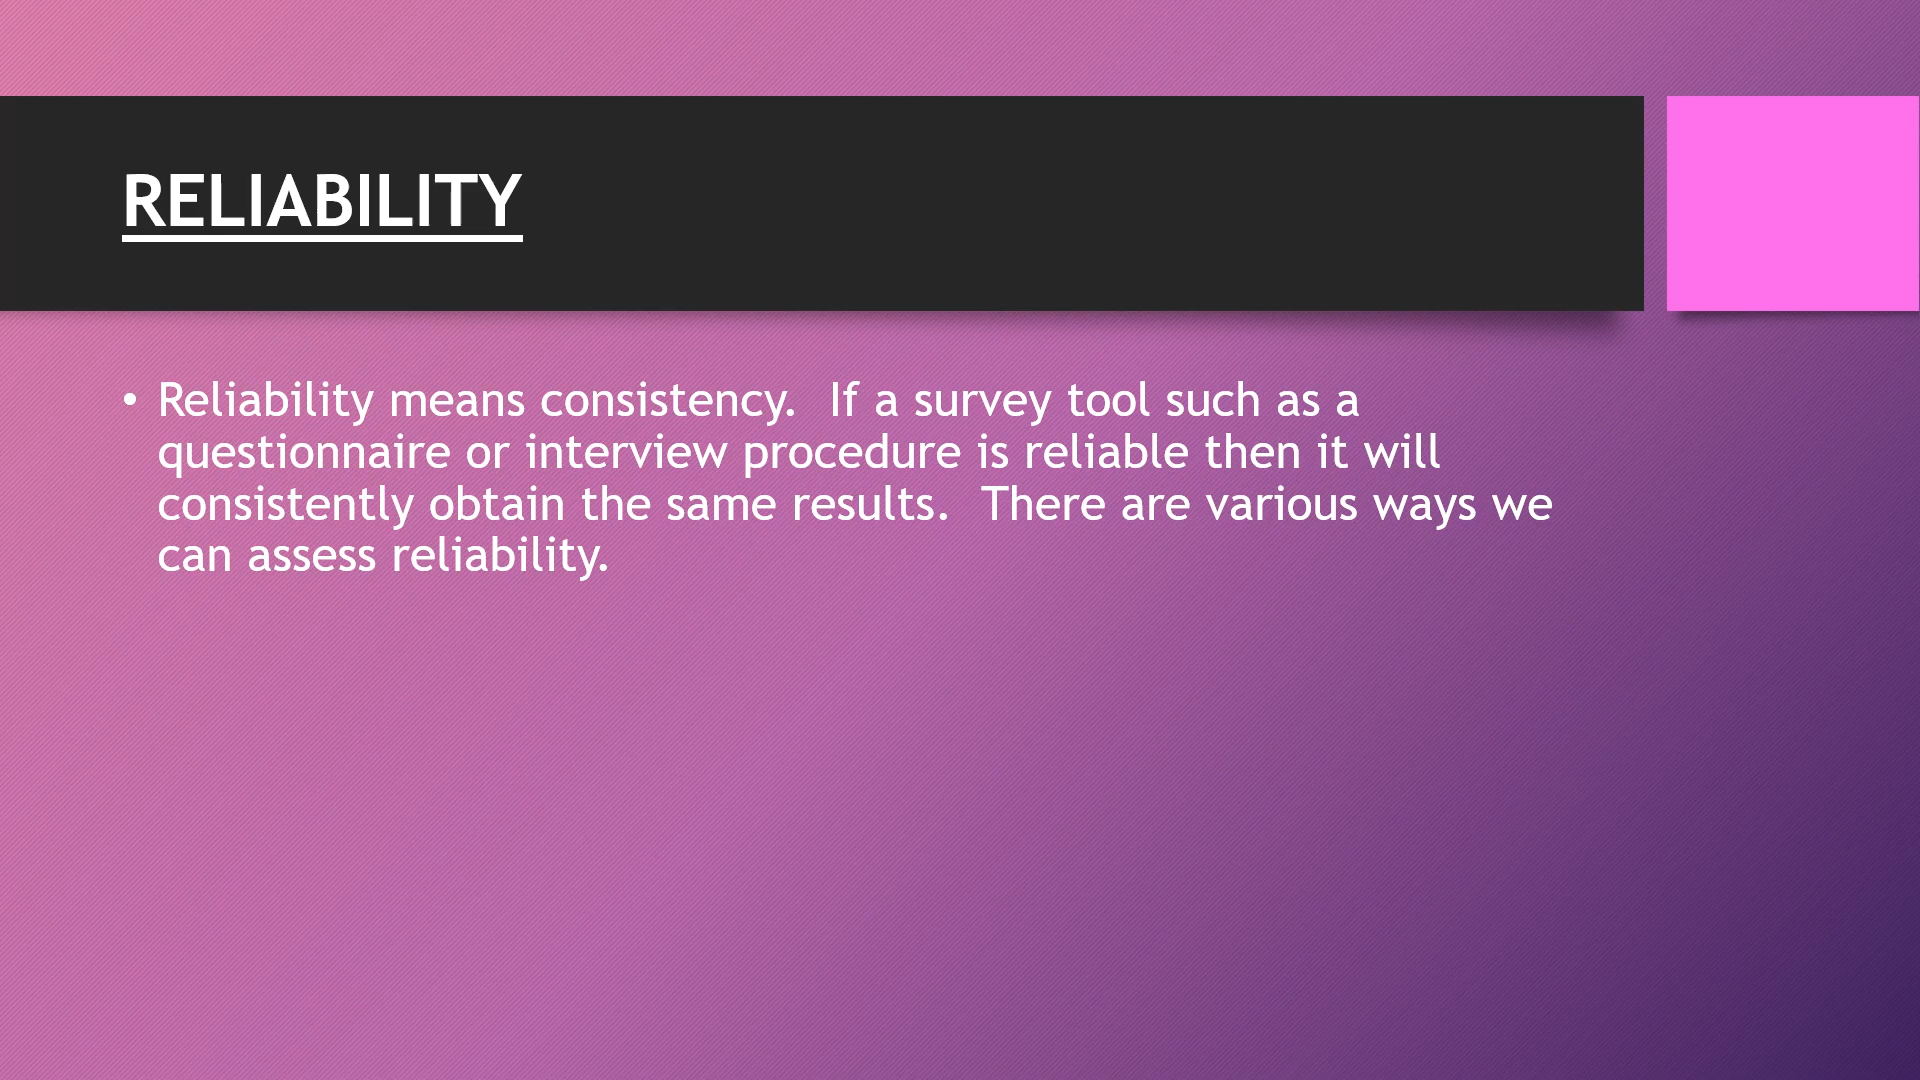 RELIABILITY
• Reliability means consistency.  If a survey tool such as a
questionnaire or interview procedure is reliable then it will
consistently obtain the same results.  There are various ways we
can assess reliability.